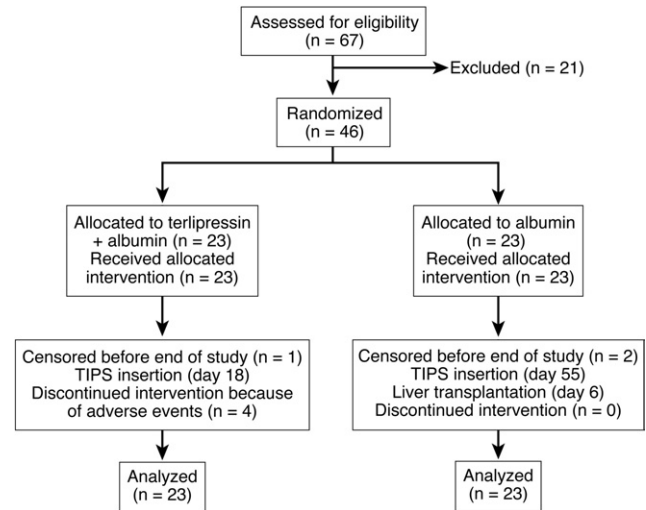 Assessed for eligibility
(n = 67)
Excluded (n = 21)
Randomized
(n = 46)
Allocated to terlipressin
+ albumin (n = 23)
Received allocated
intervention (n = 23)
Allocated to albumin
(n = 23)
Received allocated
intervention (n = 23)
Censored before end of study (n = 1)
TIPS insertion (day 18)
Discontinued intervention because
of adverse events (n = 4)
Censored before end of study (n = 2)
TIPS insertion (day 55)
Liver transplantation (day 6)
Discontinued intervention (n = 0)
Analyzed
(n = 23)
Analyzed
(n = 23)